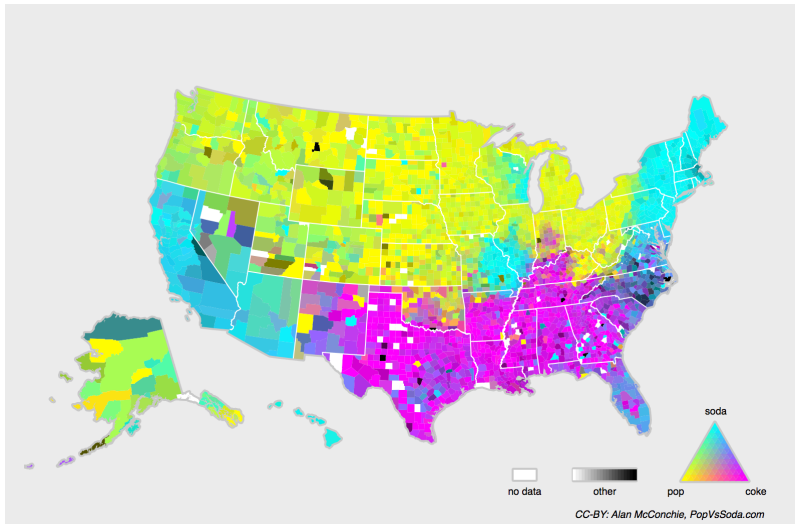 soda
pop
coke
no data
other
CC-BY: Alan McConchie, PopVsSoda.com